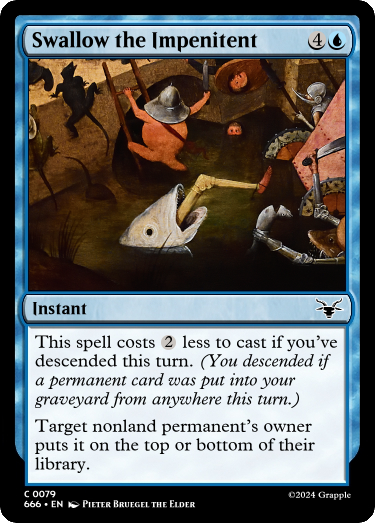 Swallow the Impenitent 4
Instant
This spell costs 2 less to cast if you've
descended this turn. (You descended if
a permanent card was put into your
graveyard from anywhere this turn.)
Target nonland permanent's owner
puts it on the top or bottom of their
library.
C 0079
666 • EN Pieter Bruegel the Elder
©2024 Grapple